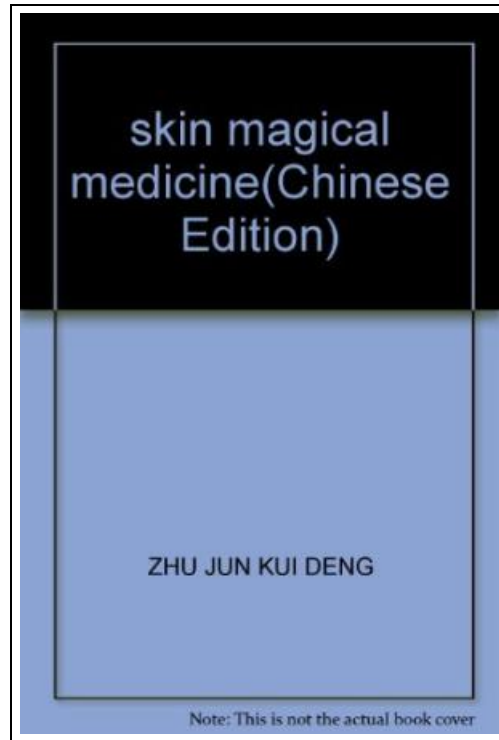 skin magical
medicine(Chinese
Edition)
ZHU JUN KUI DENG
Note: This is not the actual book cover